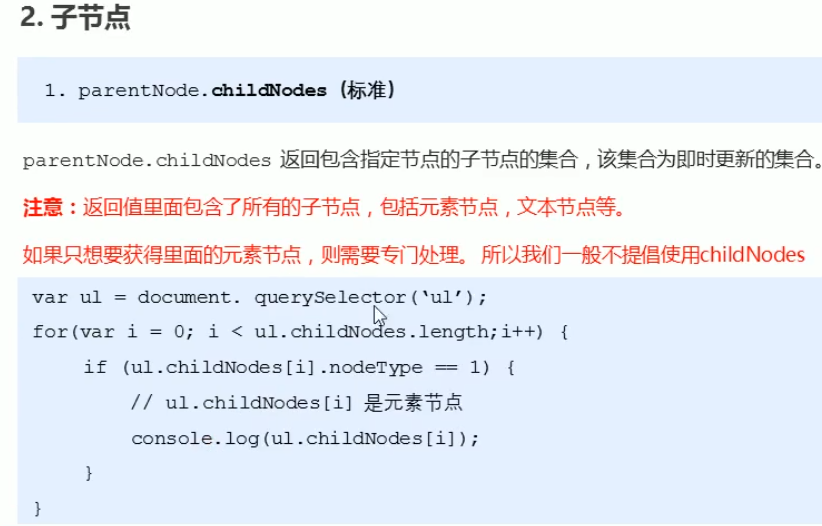 2. 子节点
1. parentNode.childNodes（标准）
parentNode.childNodes 返回包含指定节点的子节点的集合，该集合为即时更新的集合。
注意：返回值里面包含了所有的子节点，包括元素节点，文本节点等。
如果只想要获得里面的元素节点，则需要专门处理。 所以我们一般不提倡使用childNodes
var ul = document. querySelector(‘ul’);
for(var i = 0; i < ul.childNodes.length;i++) {
if (ul.childNodes[i].nodeType == 1) {
// ul.childNodes[i] 是元素节点
console.log(ul.childNodes[i]);
}
}